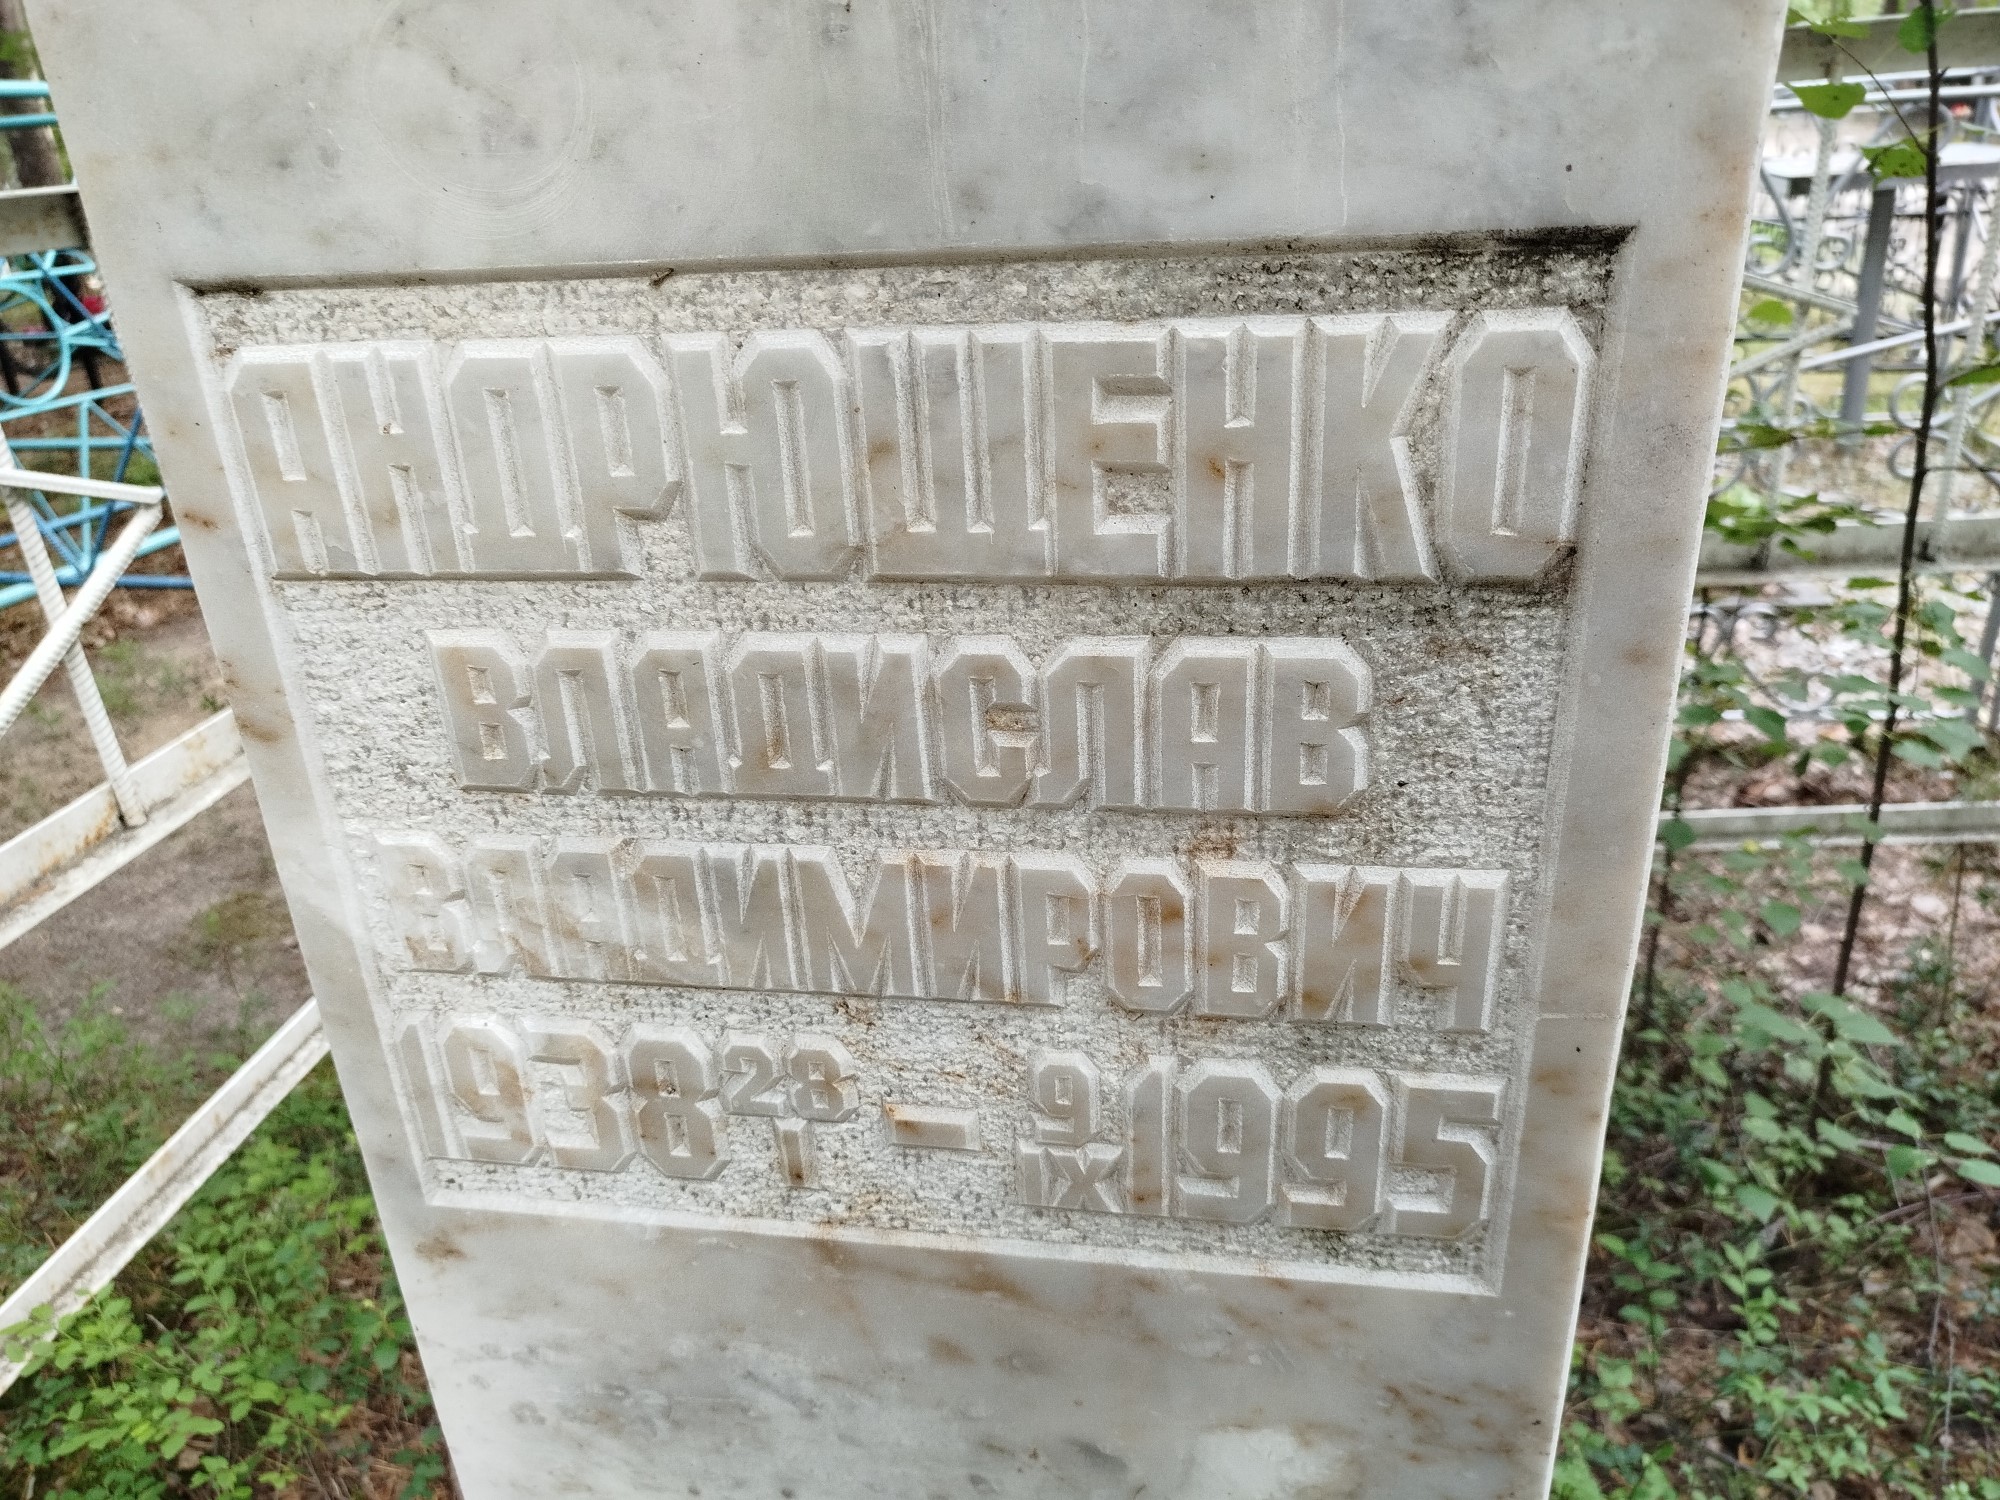 АНДРЮЩЕНКО
ВЛАДИСЛАВ
ВЛАДИМИРОВИЧ
1938 28/I – 9/IX 1995